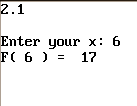 2.1
Enter your x: 6
F( 6 ) =  17